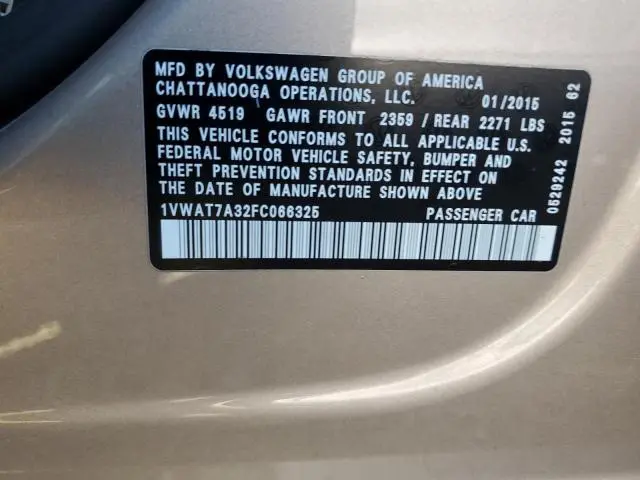 MFD BY VOLKSWAGEN GROUP OF AMERICA
CHATTANOOGA OPERATIONS, LLC. 01/2015
GVWR 4519 GAWR FRONT 2359 / REAR 2271 LBS
THIS VEHICLE CONFORMS TO ALL APPLICABLE U.S.
FEDERAL MOTOR VEHICLE SAFETY, BUMPER AND
THEFT PREVENTION STANDARDS IN EFFECT ON
THE DATE OF MANUFACTURE SHOWN ABOVE
1VWAT7A32FC066325 PASSENGER CAR
0529242 2015 62